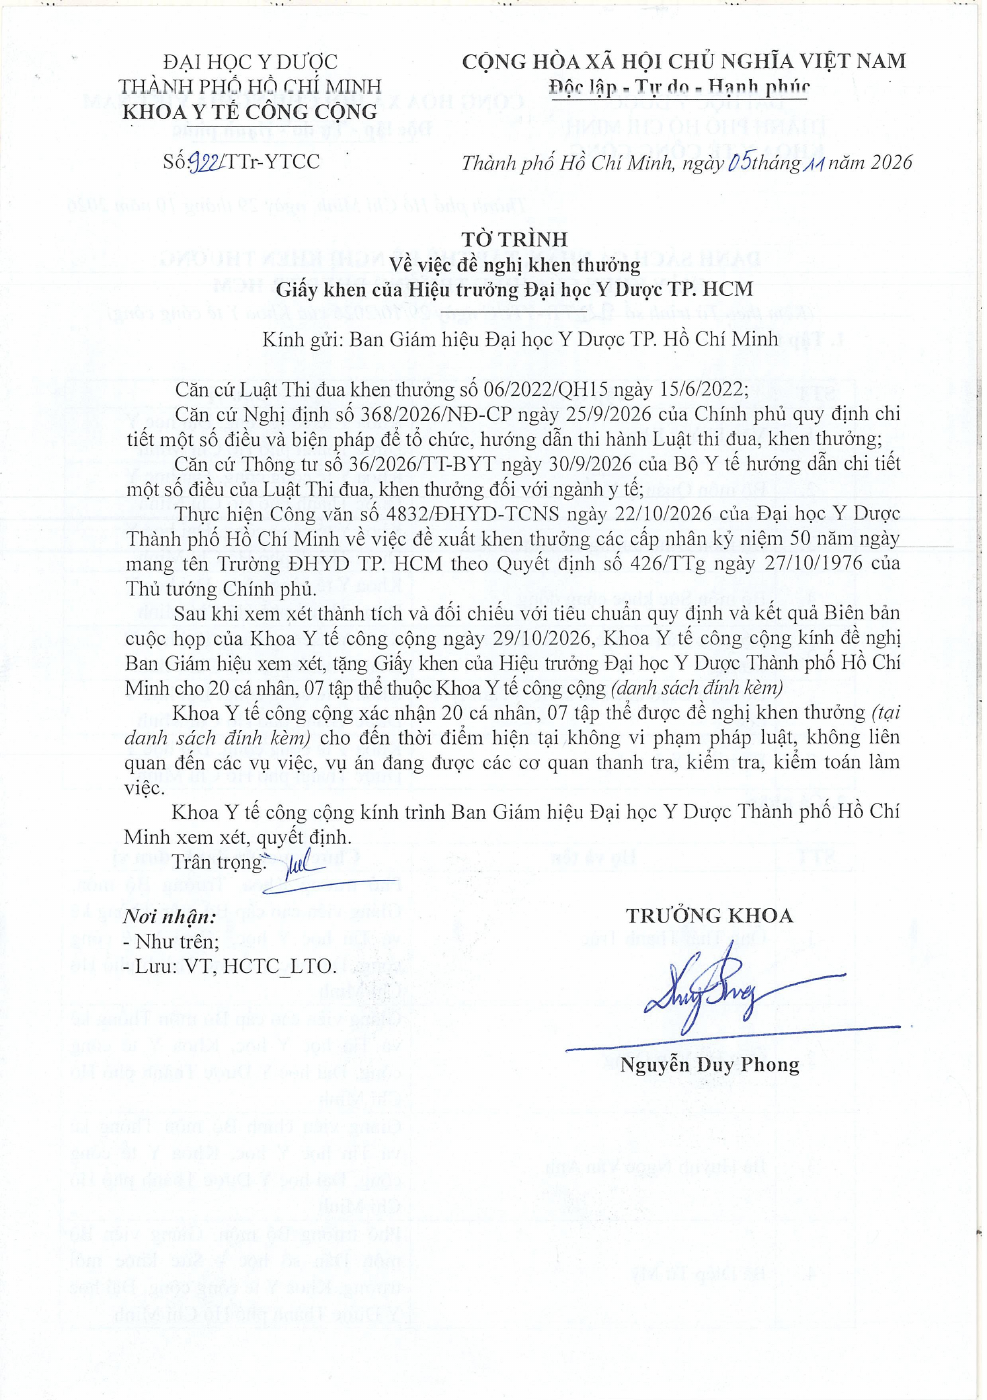 ĐẠI HỌC Y DƯỢC
THÀNH PHỐ HỒ CHÍ MINH
KHOA Y TẾ CÔNG CỘNG
CỘNG HÒA XÃ HỘI CHỦ NGHĨA VIỆT NAM
Độc lập - Tự do - Hạnh phúc
Số:922/TTr-YTCC
Thành phố Hồ Chí Minh, ngày 05 tháng 11 năm 2026
TỜ TRÌNH
Về việc đề nghị khen thưởng
Giấy khen của Hiệu trưởng Đại học Y Dược TP. HCM
Kính gửi: Ban Giám hiệu Đại học Y Dược TP. Hồ Chí Minh
Căn cứ Luật Thi đua khen thưởng số 06/2022/QH15 ngày 15/6/2022;
Căn cứ Nghị định số 368/2026/NĐ-CP ngày 25/9/2026 của Chính phủ quy định chi
tiết một số điều và biện pháp để tổ chức, hướng dẫn thi hành Luật thi đua, khen thưởng;
Căn cứ Thông tư số 36/2026/TT-BYT ngày 30/9/2026 của Bộ Y tế hướng dẫn chi tiết
một số điều của Luật Thi đua, khen thưởng đối với ngành y tế;
Thực hiện Công văn số 4832/ĐHYD-TCNS ngày 22/10/2026 của Đại học Y Dược
Thành phố Hồ Chí Minh về việc đề xuất khen thưởng các cấp nhân kỷ niệm 50 năm ngày
mang tên Trường ĐHYD TP. HCM theo Quyết định số 426/TTg ngày 27/10/1976 của
Thủ tướng Chính phủ.
Sau khi xem xét thành tích và đối chiếu với tiêu chuẩn quy định và kết quả Biên bản
cuộc họp của Khoa Y tế công cộng ngày 29/10/2026, Khoa Y tế công cộng kính đề nghị
Ban Giám hiệu xem xét, tặng Giấy khen của Hiệu trưởng Đại học Y Dược Thành phố Hồ Chí
Minh cho 20 cá nhân, 07 tập thể thuộc Khoa Y tế công cộng (danh sách đính kèm)
Khoa Y tế công cộng xác nhận 20 cá nhân, 07 tập thể được đề nghị khen thưởng (tại
danh sách đính kèm) cho đến thời điểm hiện tại không vi phạm pháp luật, không liên
quan đến các vụ việc, vụ án đang được các cơ quan thanh tra, kiểm tra, kiểm toán làm
việc.
Khoa Y tế công cộng kính trình Ban Giám hiệu Đại học Y Dược Thành phố Hồ Chí
Minh xem xét, quyết định.
Trân trọng.
Nơi nhận:
- Như trên;
- Lưu: VT, HCTC_LTO.
TRƯỞNG KHOA
Nguyễn Duy Phong